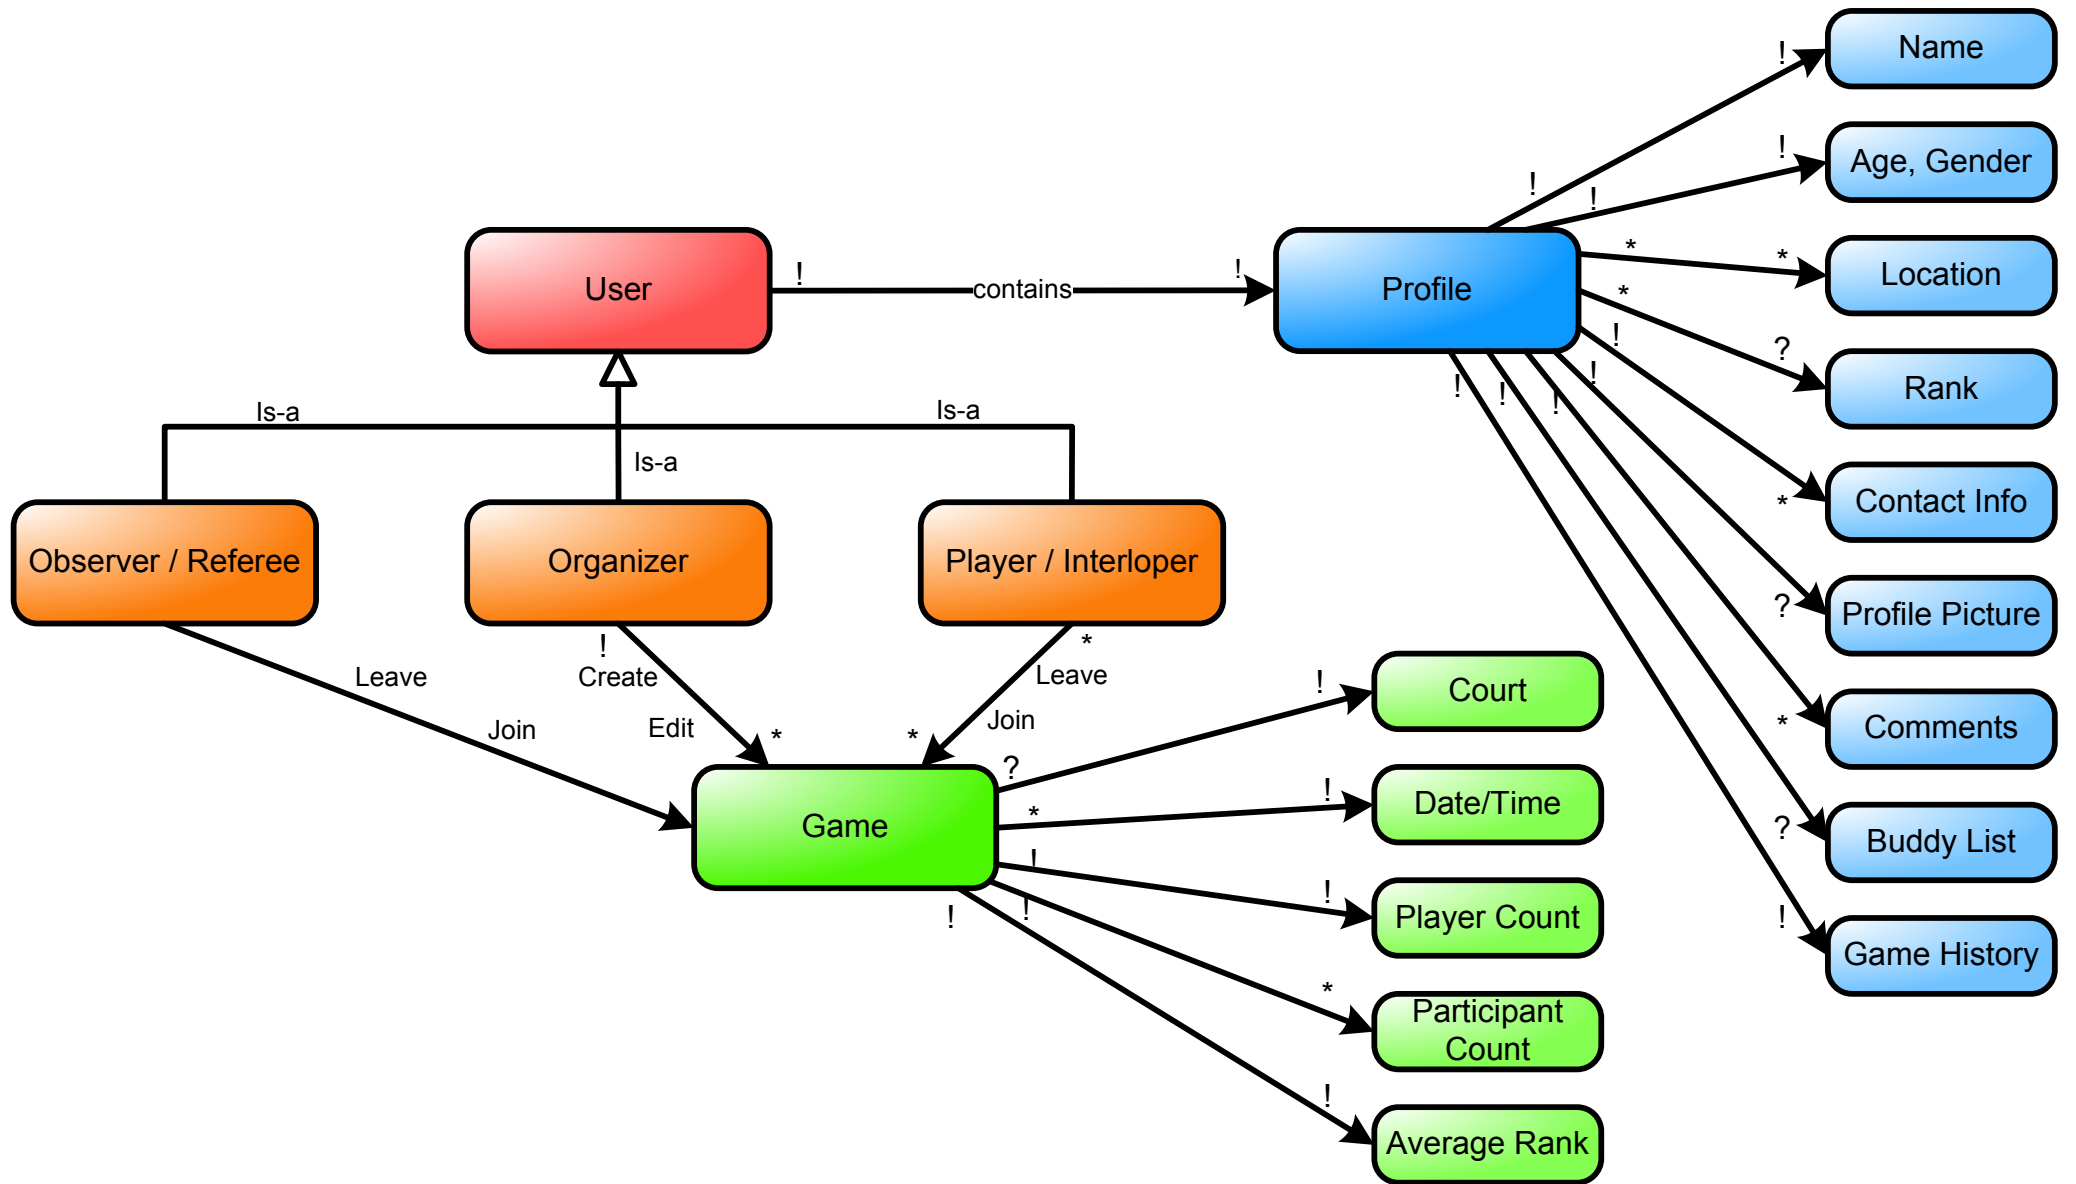 Name
!
Age, Gender
!
!
!
User
!
contains
!
Profile
*
*
Location
*
?
Rank
!
*
Contact Info
!
?
Profile Picture
!
*
Comments
!
?
Buddy List
!
!
Game History
Is-a
Is-a
Is-a
Observer / Referee
Organizer
Player / Interloper
Leave
Join
!
Create
Edit
*
*
Leave
Join
*
Game
?
!
Court
*
!
Date/Time
!
!
Player Count
!
*
Participant
Count
!
!
Average Rank